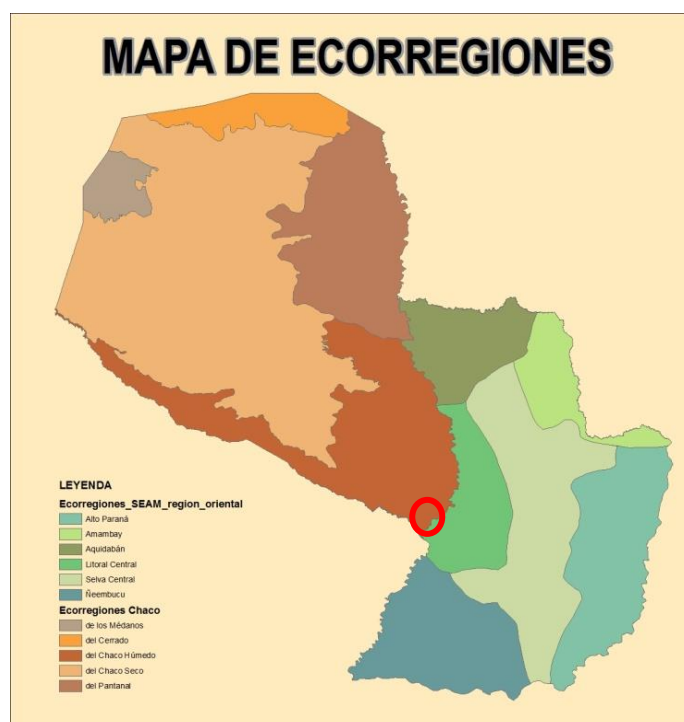 MAPA DE ECORREGIONES
LEYENDA
Ecorregiones_SEAM_region_oriental
Alto Paraná
Amambay
Aquidabán
Litoral Central
Selva Central
Ñeembucu
Ecorregiones Chaco
de los Médanos
del Cerrado
del Chaco Húmedo
del Chaco Seco
del Pantanal